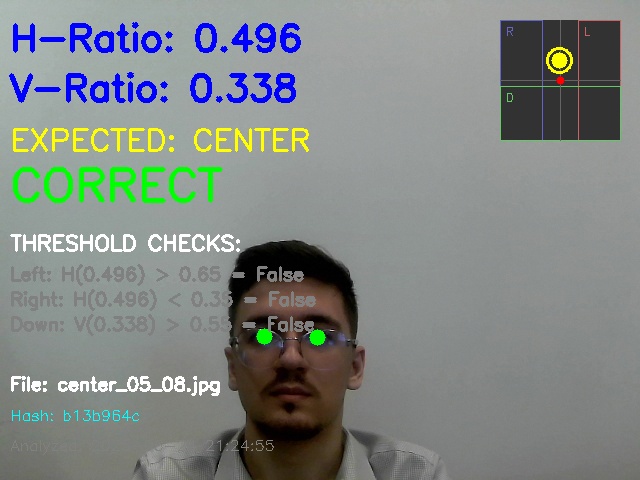 H-Ratio: 0.496
V-Ratio: 0.338
EXPECTED: CENTER
CORRECT
THRESHOLD CHECKS:
Left: H(0.496) > 0.65 = False
Right: H(0.496) < 0.35 = False
Down: V(0.338) > 0.55 = False
File: center_05_08.jpg
Hash: b13b964c
21:24:55
R
L
D